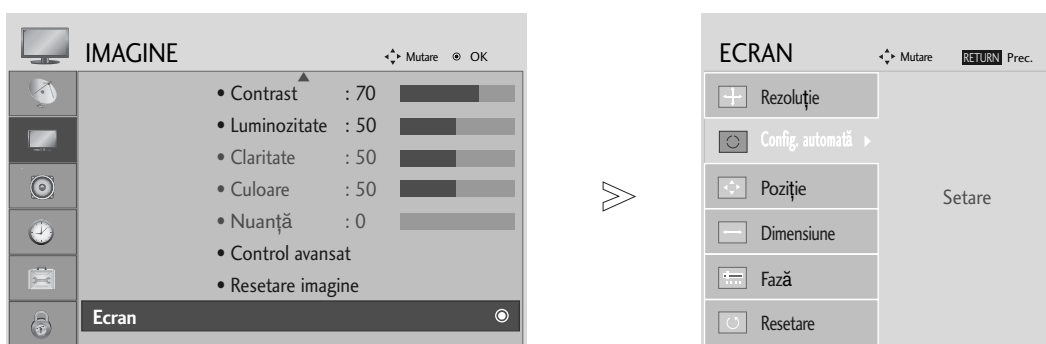 IMAGINE
Mutare OK
• Contrast : 70
• Luminozitate : 50
• Claritate : 50
• Culoare : 50
• Nuanță : 0
• Control avansat
• Resetare imagine
Ecran
ECRAN
Mutare RETURN Prec.
Rezoluție
Config. automată
Poziție
Dimensiune
Fază
Resetare
Setare